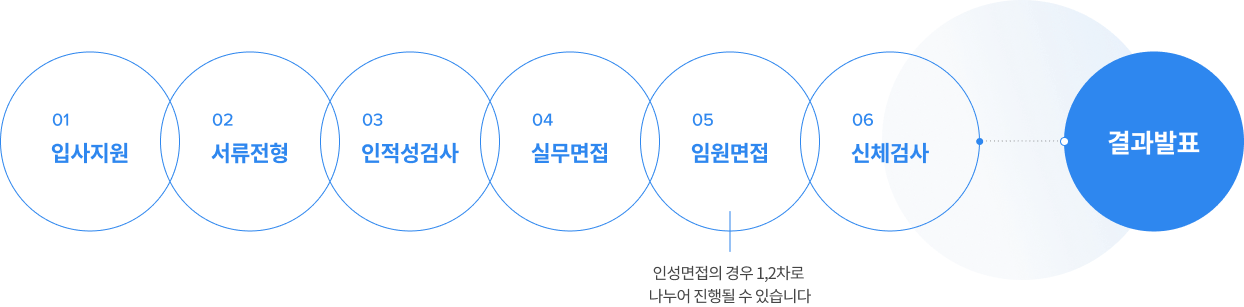 01
입사지원
02
서류전형
03
인적성검사
04
실무면접
05
임원면접
06
신체검사
결과발표
인성면접의 경우 1,2차로
나누어 진행될 수 있습니다